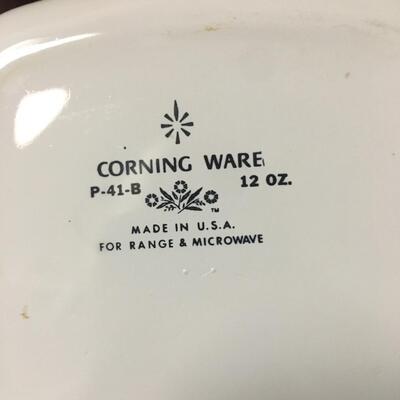 CORNING WARE
P-41-B 12 OZ.
TM
MADE IN U.S.A.
FOR RANGE & MICROWAVE